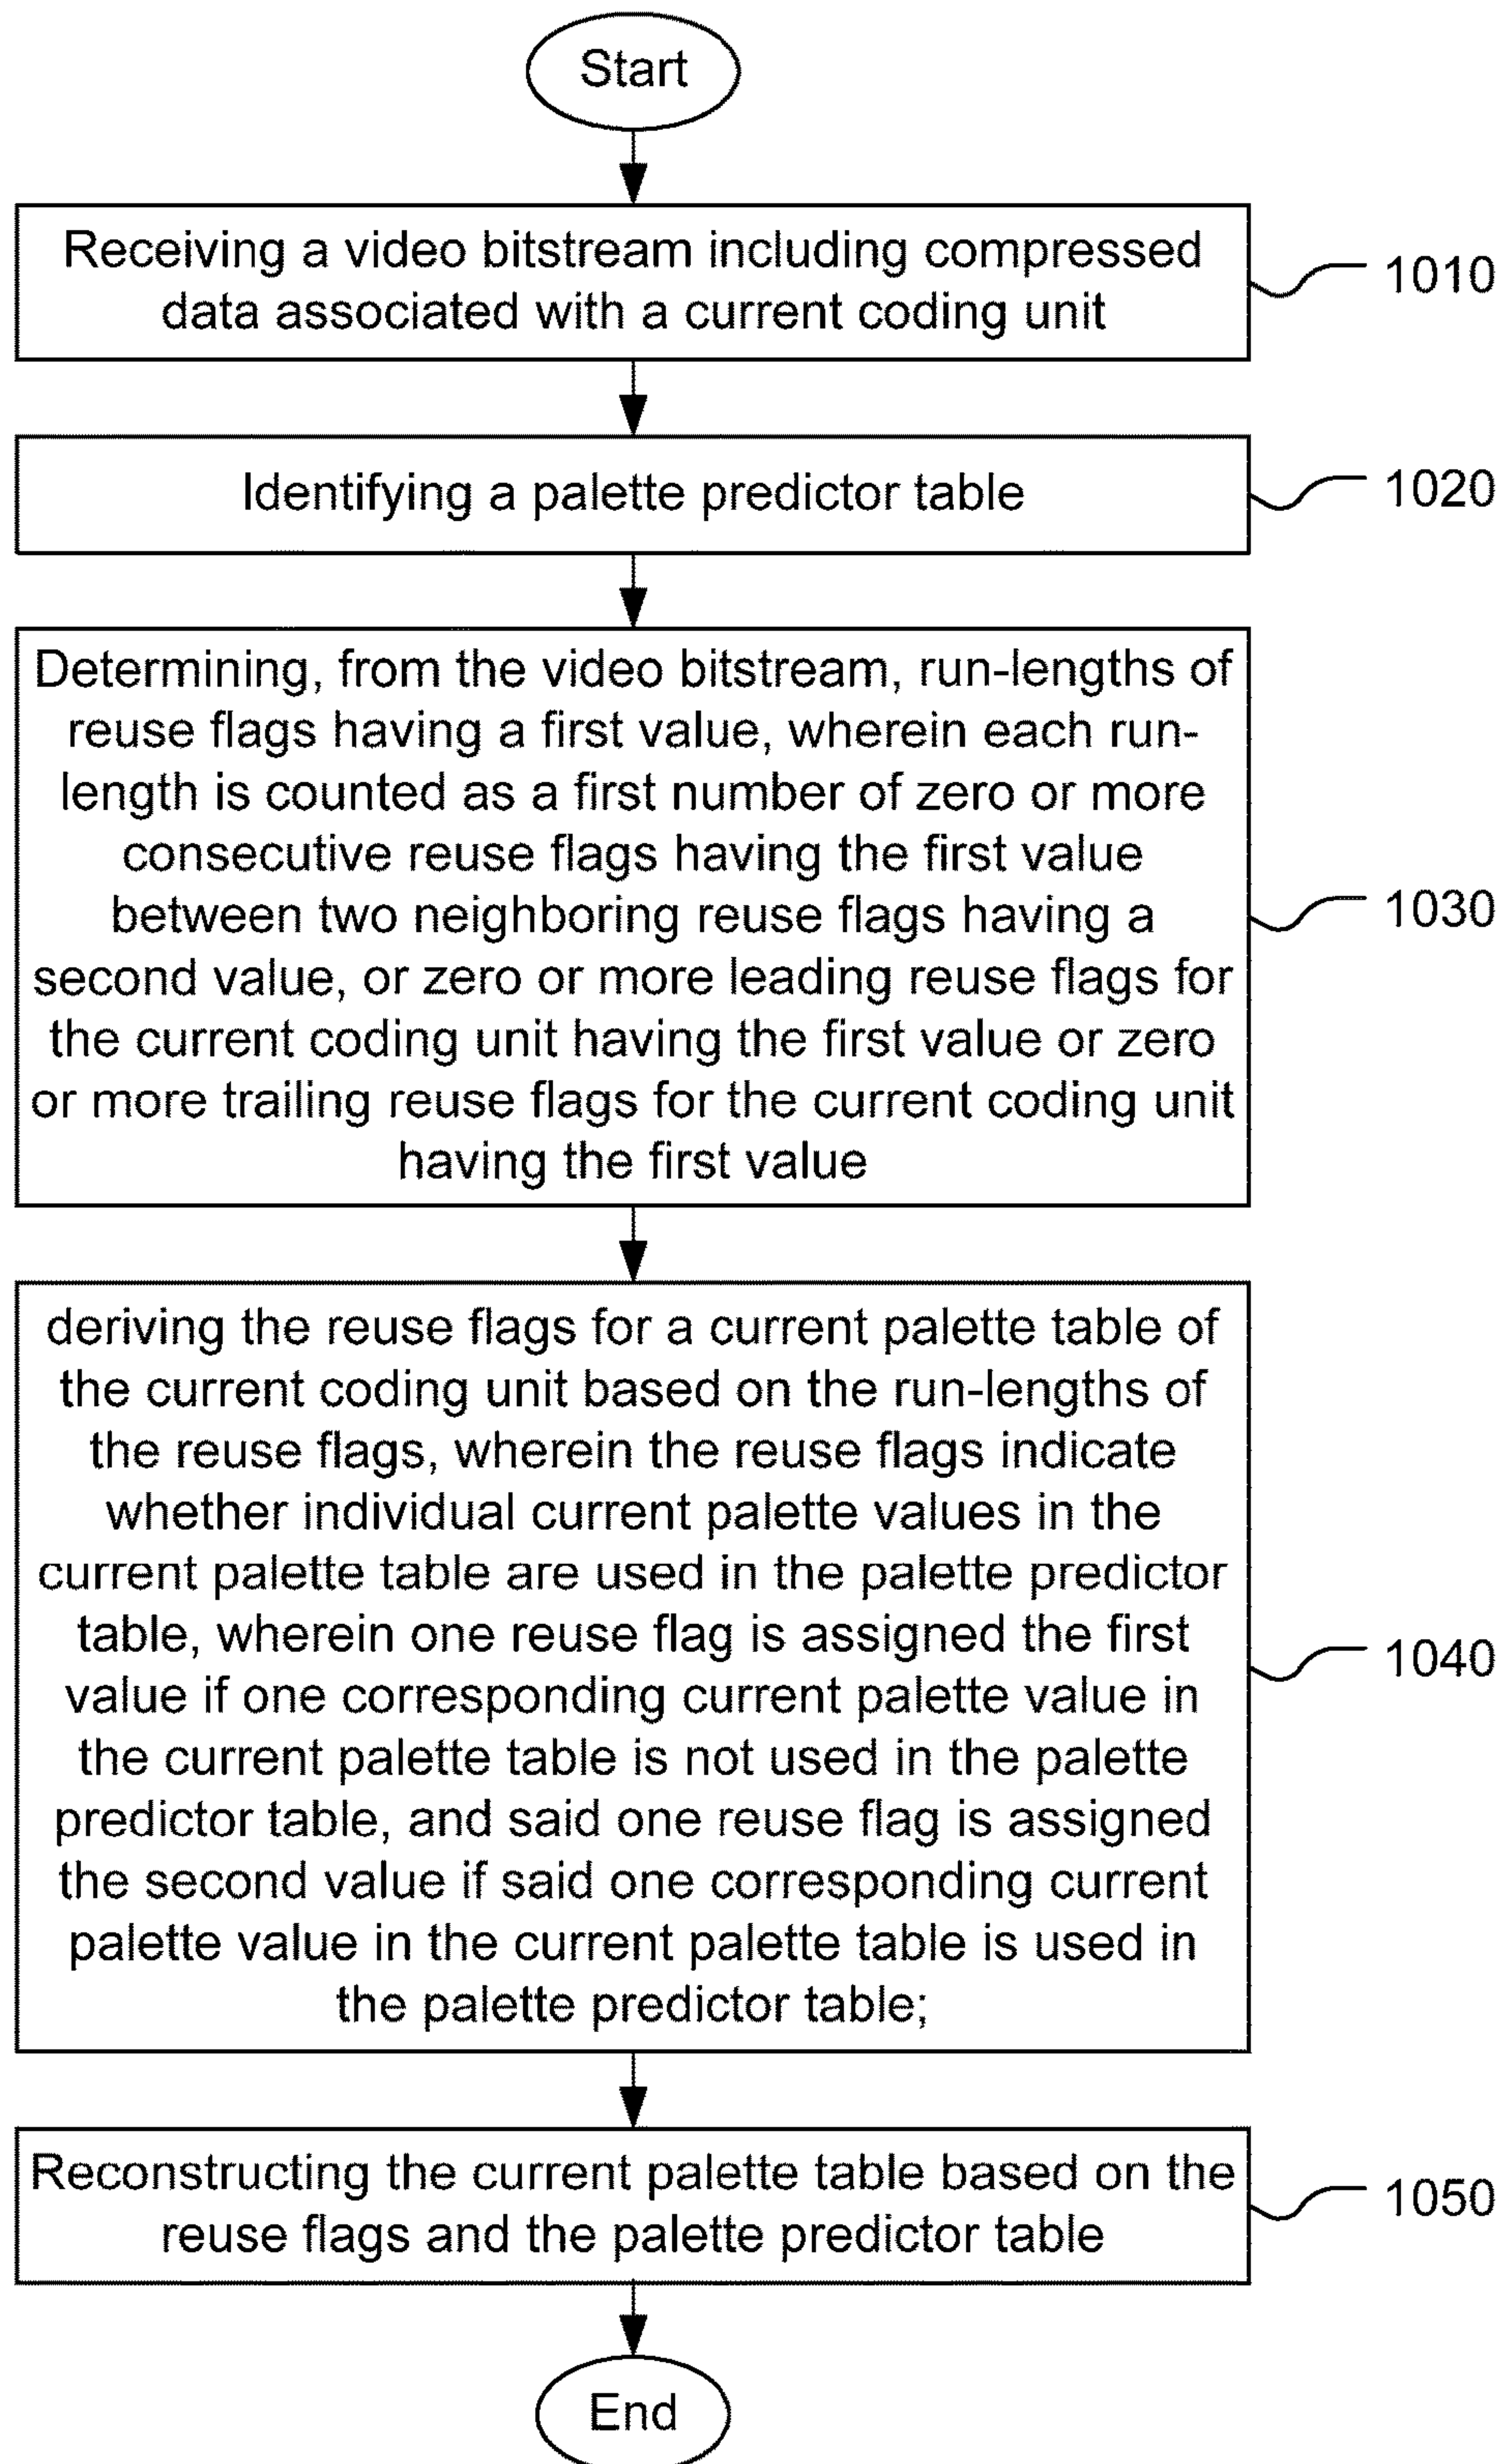 Start
Receiving a video bitstream including compressed
data associated with a current coding unit
1010
Identifying a palette predictor table
1020
Determining, from the video bitstream, run-lengths of
reuse flags having a first value, wherein each run-
length is counted as a first number of zero or more
consecutive reuse flags having the first value
between two neighboring reuse flags having a
second value, or zero or more leading reuse flags for
the current coding unit having the first value or zero
or more trailing reuse flags for the current coding unit
having the first value
1030
deriving the reuse flags for a current palette table of
the current coding unit based on the run-lengths of
the reuse flags, wherein the reuse flags indicate
whether individual current palette values in the
current palette table are used in the palette predictor
table, wherein one reuse flag is assigned the first
value if one corresponding current palette value in
the current palette table is not used in the palette
predictor table, and said one reuse flag is assigned
the second value if said one corresponding current
palette value in the current palette table is used in
the palette predictor table;
1040
Reconstructing the current palette table based on the
reuse flags and the palette predictor table
1050
End